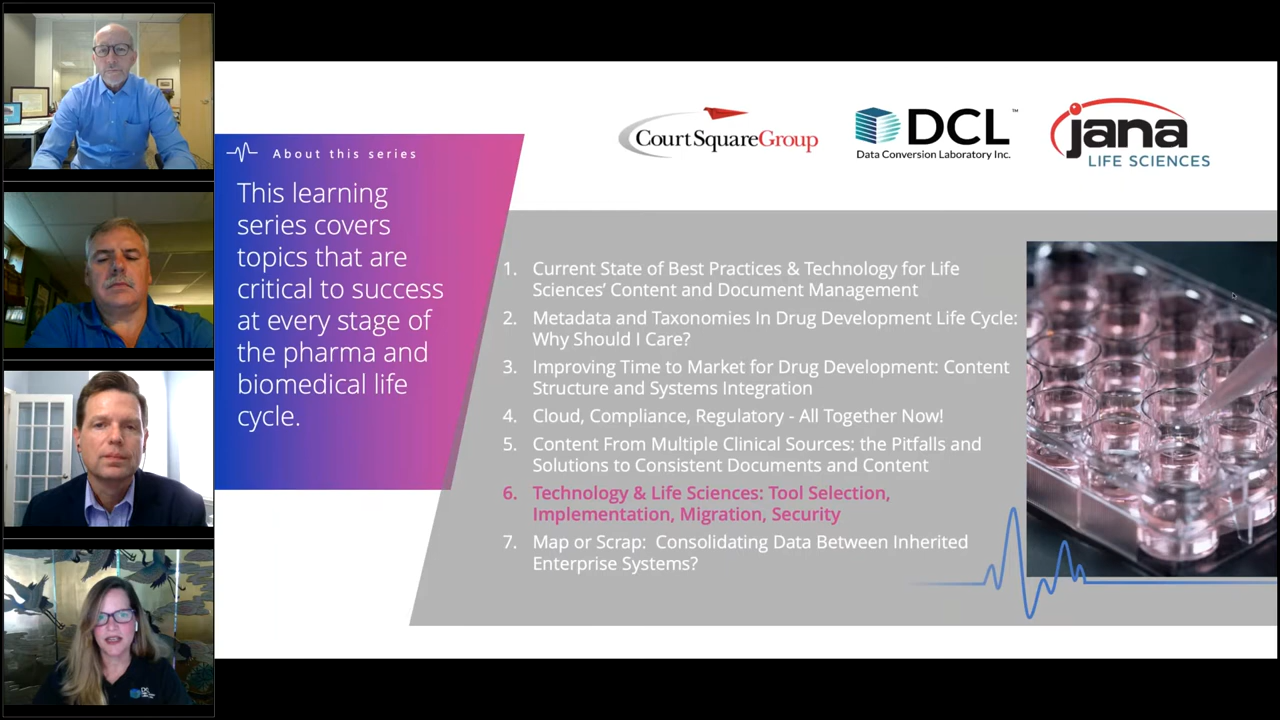 CourtSquareGroup
DCL™
Data Conversion Laboratory Inc.
jana
LIFE SCIENCES
About this series
This learning
series covers
topics that are
critical to success
at every stage of
the pharma and
biomedical life
cycle.
1. Current State of Best Practices & Technology for Life
Sciences’ Content and Document Management
2. Metadata and Taxonomies In Drug Development Life Cycle:
Why Should I Care?
3. Improving Time to Market for Drug Development: Content
Structure and Systems Integration
4. Cloud, Compliance, Regulatory - All Together Now!
5. Content From Multiple Clinical Sources: the Pitfalls and
Solutions to Consistent Documents and Content
6. Technology & Life Sciences: Tool Selection,
Implementation, Migration, Security
7. Map or Scrap: Consolidating Data Between Inherited
Enterprise Systems?
DCL